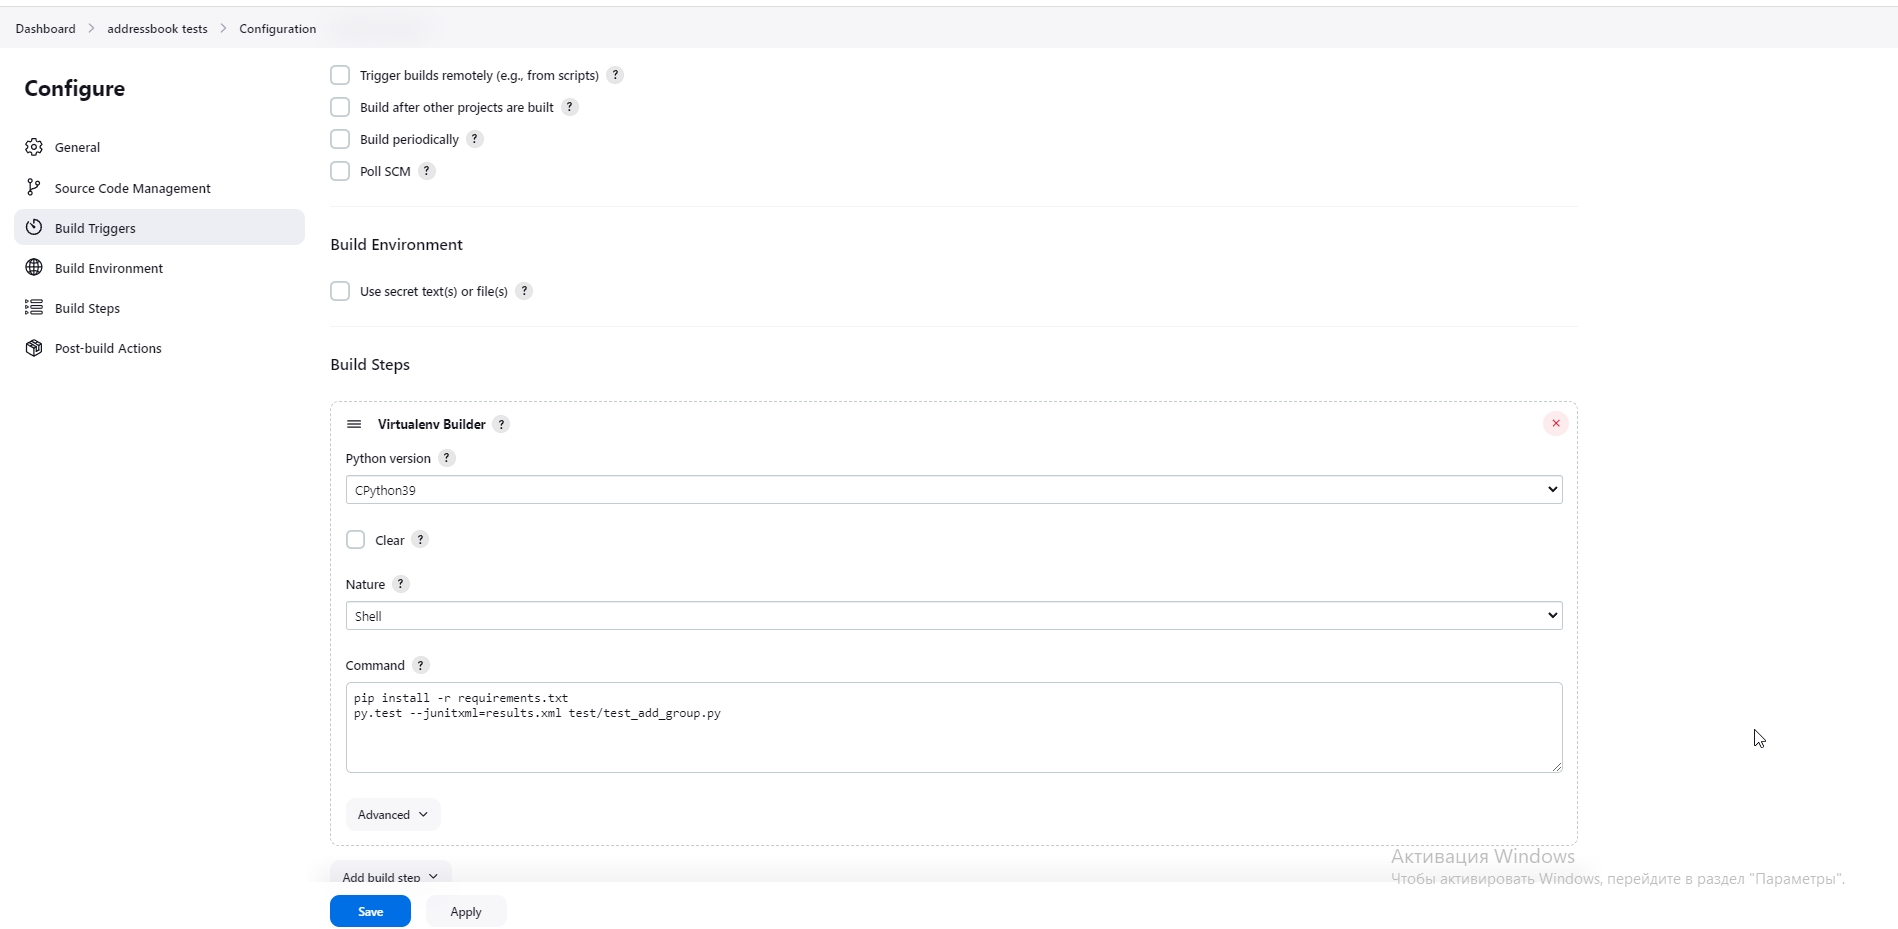 Dashboard > addressbook tests > Configuration
Configure
General
Source Code Management
Build Triggers
Build Environment
Build Steps
Post-build Actions
Trigger builds remotely (e.g., from scripts) ?
Build after other projects are built ?
Build periodically ?
Poll SCM ?
Build Environment
Use secret text(s) or file(s) ?
Build Steps
Virtualenv Builder ?
Python version ?
CPython39
Clear ?
Nature ?
Shell
Command ?
pip install -r requirements.txt
py.test --junitxml=results.xml test/test_add_group.py
Advanced
Add build step
Save
Apply
Активация Windows
Чтобы активировать Windows, перейдите в раздел "Параметры".